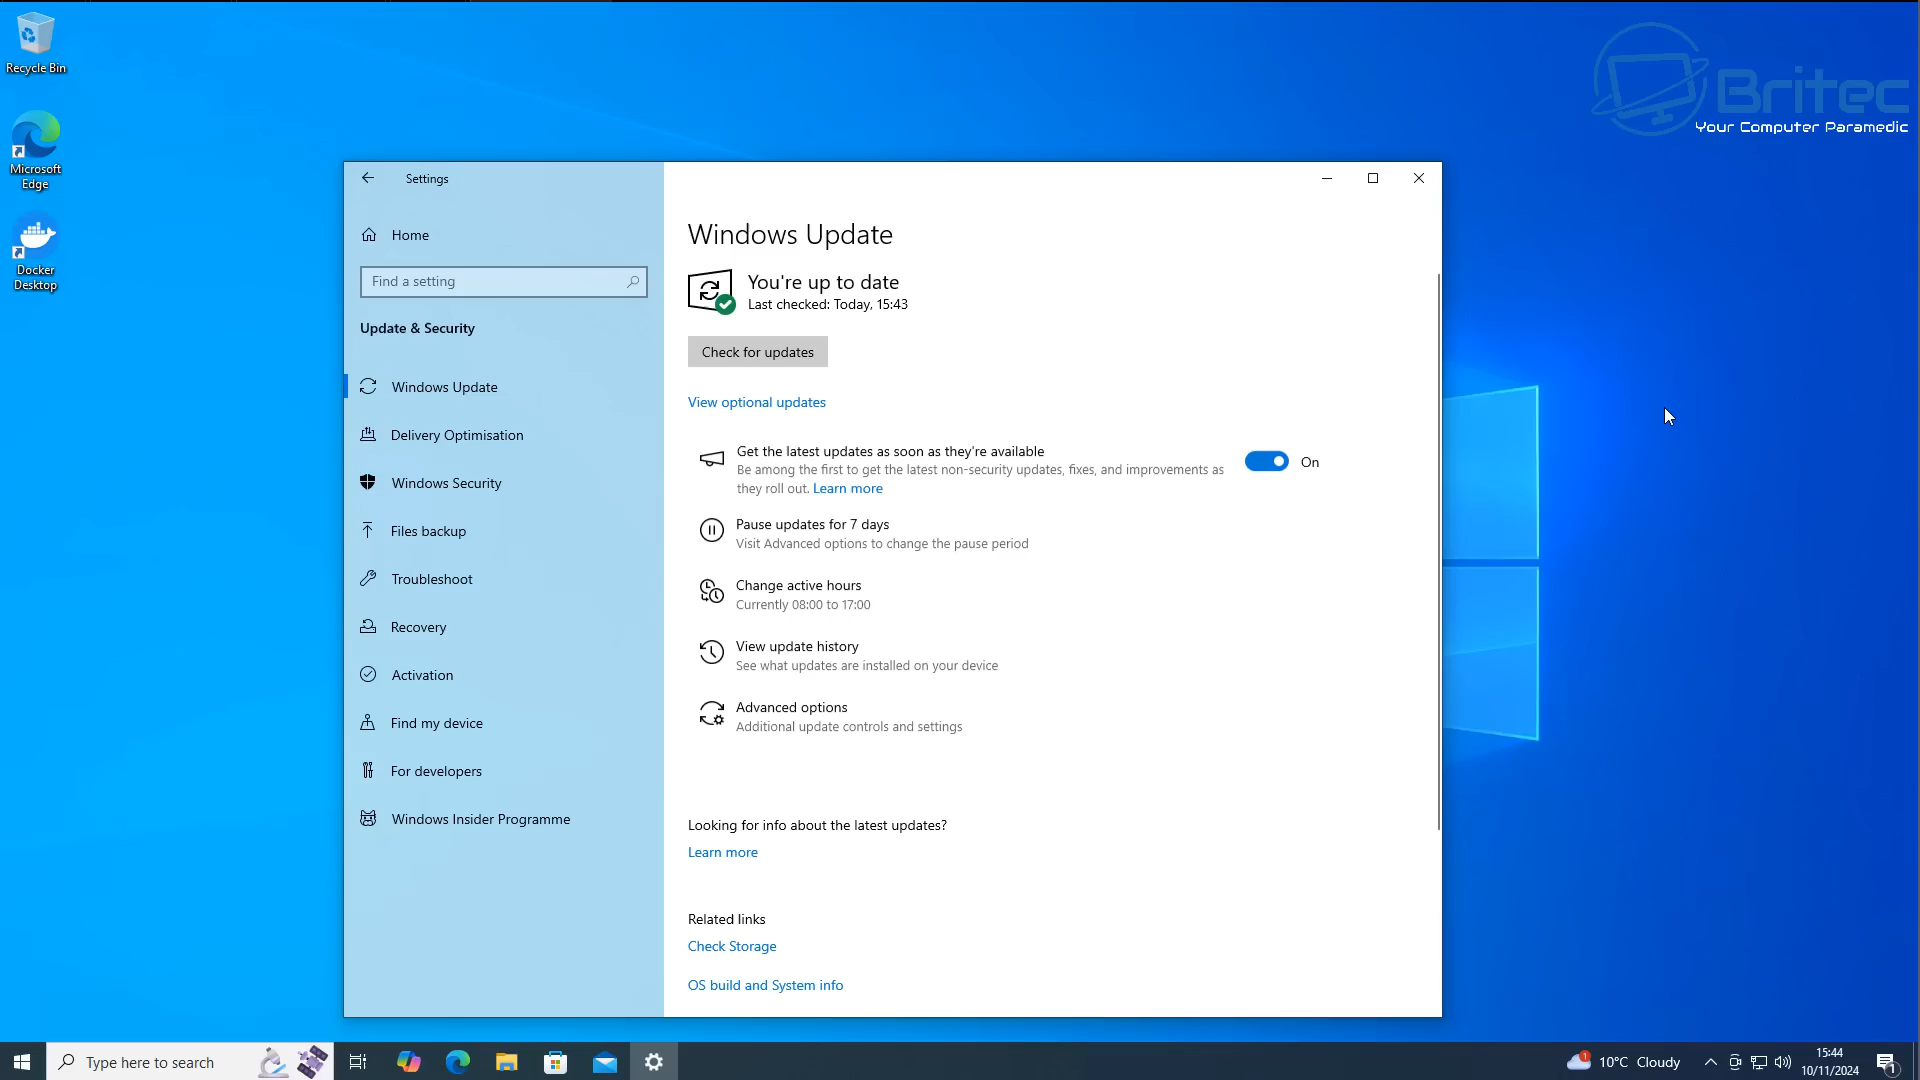 Recycle Bin
Microsoft
Edge
Docker
Desktop
Britec
Your Computer Paramedic
Settings
Home
Find a setting
Update & Security
Windows Update
Delivery Optimisation
Windows Security
Files backup
Troubleshoot
Recovery
Activation
Find my device
For developers
Windows Insider Programme
Windows Update
You're up to date
Last checked: Today, 15:43
Check for updates
View optional updates
Get the latest updates as soon as they're available
Be among the first to get the latest non-security updates, fixes, and improvements as
they roll out. Learn more
On
Pause updates for 7 days
Visit Advanced options to change the pause period
Change active hours
Currently 08:00 to 17:00
View update history
See what updates are installed on your device
Advanced options
Additional update controls and settings
Looking for info about the latest updates?
Learn more
Related links
Check Storage
OS build and System info
Type here to search
1
10°C Cloudy
15:44
10/11/2024
1